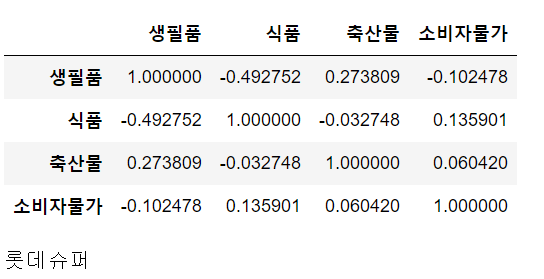 생필품 식품 축산물 소비자물가
생필품 1.000000 -0.492752 0.273809 -0.102478
식품 -0.492752 1.000000 -0.032748 0.135901
축산물 0.273809 -0.032748 1.000000 0.060420
소비자물가 -0.102478 0.135901 0.060420 1.000000
롯데슈퍼